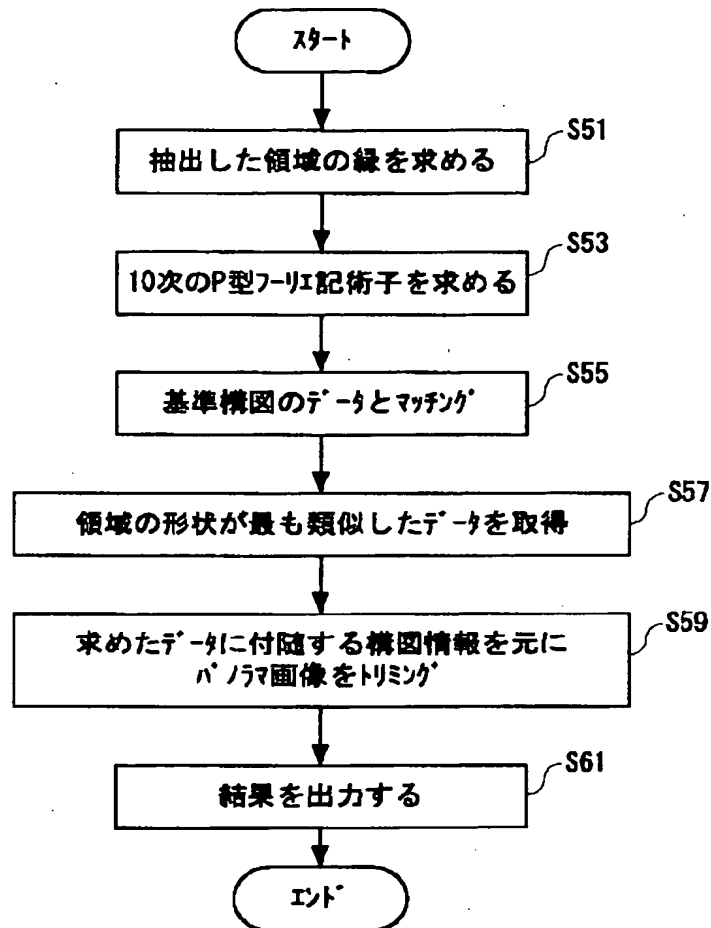 スタート
S51
抽出した領域の縁を求める
S53
10次のP型フーリエ記術子を求める
S55
基準構図のデータとマッチング
S57
領域の形状が最も類似したデータを取得
S59
求めたデータに付随する構図情報を元に
パノラマ画像をトリミング
S61
結果を出力する
エンド